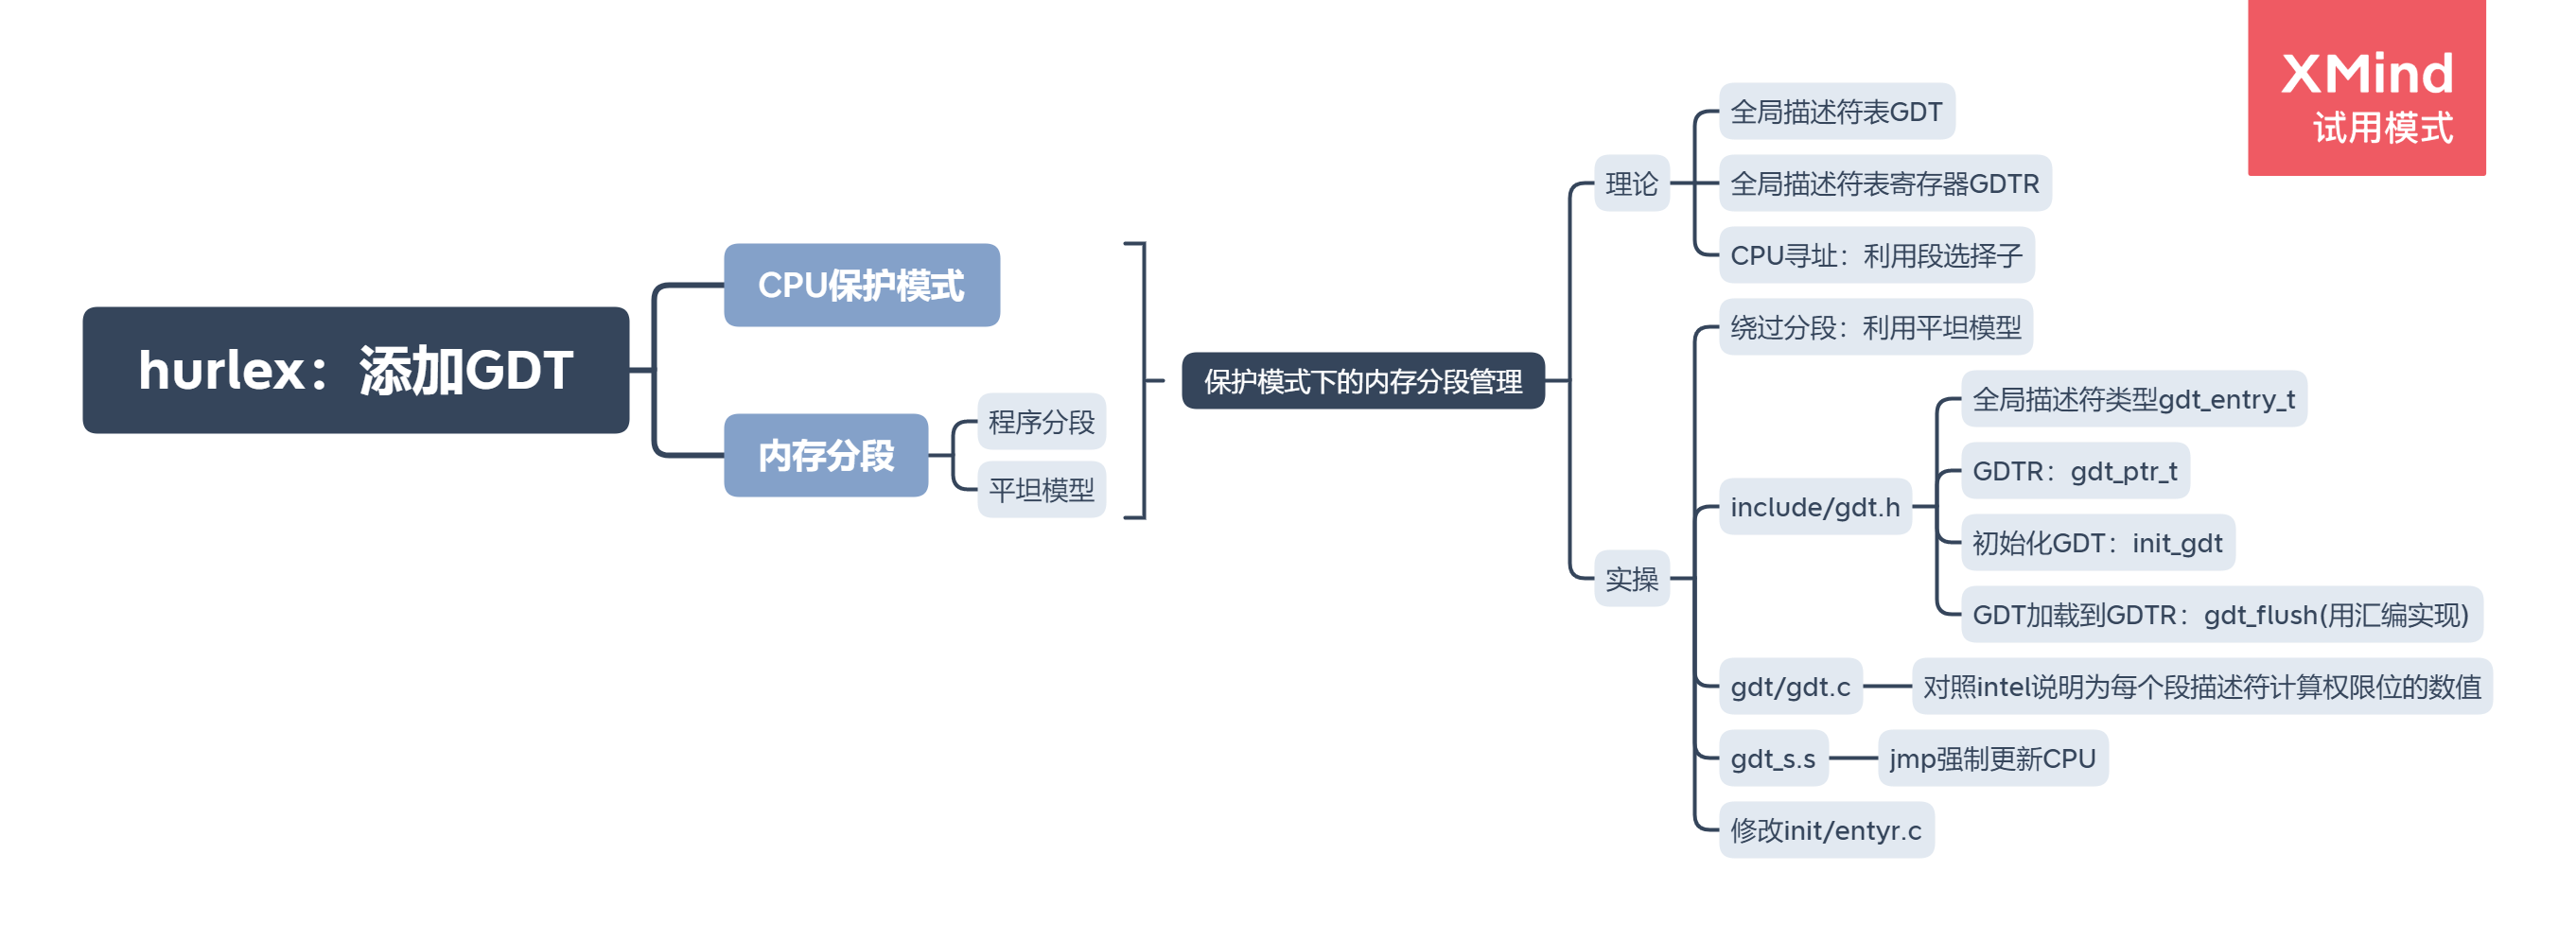 hurlex：添加GDT
CPU保护模式
内存分段
程序分段
平坦模型
保护模式下的内存分段管理
理论
全局描述符表GDT
全局描述符表寄存器GDTR
CPU寻址：利用段选择子
实操
绕过分段：利用平坦模型
include/gdt.h
全局描述符类型gdt_entry_t
GDTR：gdt_ptr_t
初始化GDT：init_gdt
GDT加载到GDTR：gdt_flush(用汇编实现)
gdt/gdt.c
对照intel说明为每个段描述符计算权限位的数值
gdt_s.s
jmp强制更新CPU
修改init/entyr.c
XMind
试用模式